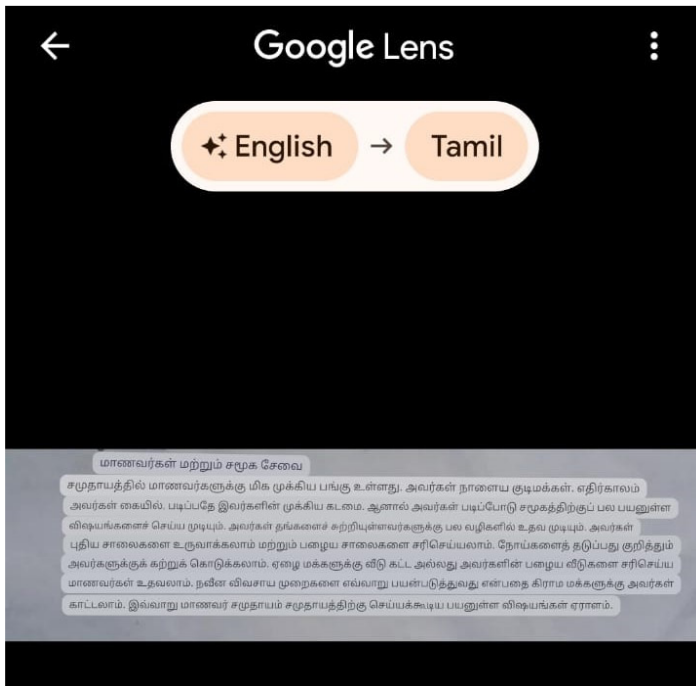 Google Lens
English → Tamil
மாணவர்கள் மற்றும் சமூக சேவை
சமுதாயத்தில் மாணவர்களுக்கு மிக முக்கிய பங்கு உள்ளது. அவர்கள் நாளைய குடிமக்கள். எதிர்காலம்
அவர்கள் கையில். படிப்பதே இவர்களின் முக்கிய கடமை. ஆனால் அவர்கள் படிப்போடு சமூகத்திற்குப் பல பயனுள்ள
விஷயங்களைச் செய்ய முடியும். அவர்கள் தங்களைச் சுற்றியுள்ளவர்களுக்கு பல வழிகளில் உதவ முடியும். அவர்கள்
புதிய சாலைகளை உருவாக்கலாம் மற்றும் பழைய சாலைகளை சரிசெய்யலாம். நோய்களைத் தடுப்பது குறித்தும்
அவர்களுக்குக் கற்றுக் கொடுக்கலாம். ஏழை மக்களுக்கு வீடு கட்ட அல்லது அவர்களின் பழைய வீடுகளை சரிசெய்ய
மாணவர்கள் உதவலாம். நவீன விவசாய முறைகளை எவ்வாறு பயன்படுத்துவது என்பதை கிராம மக்களுக்கு அவர்கள்
காட்டலாம். இவ்வாறு மாணவர் சமுதாயம் சமுதாயத்திற்கு செய்யக்கூடிய பயனுள்ள விஷயங்கள் ஏராளம்.